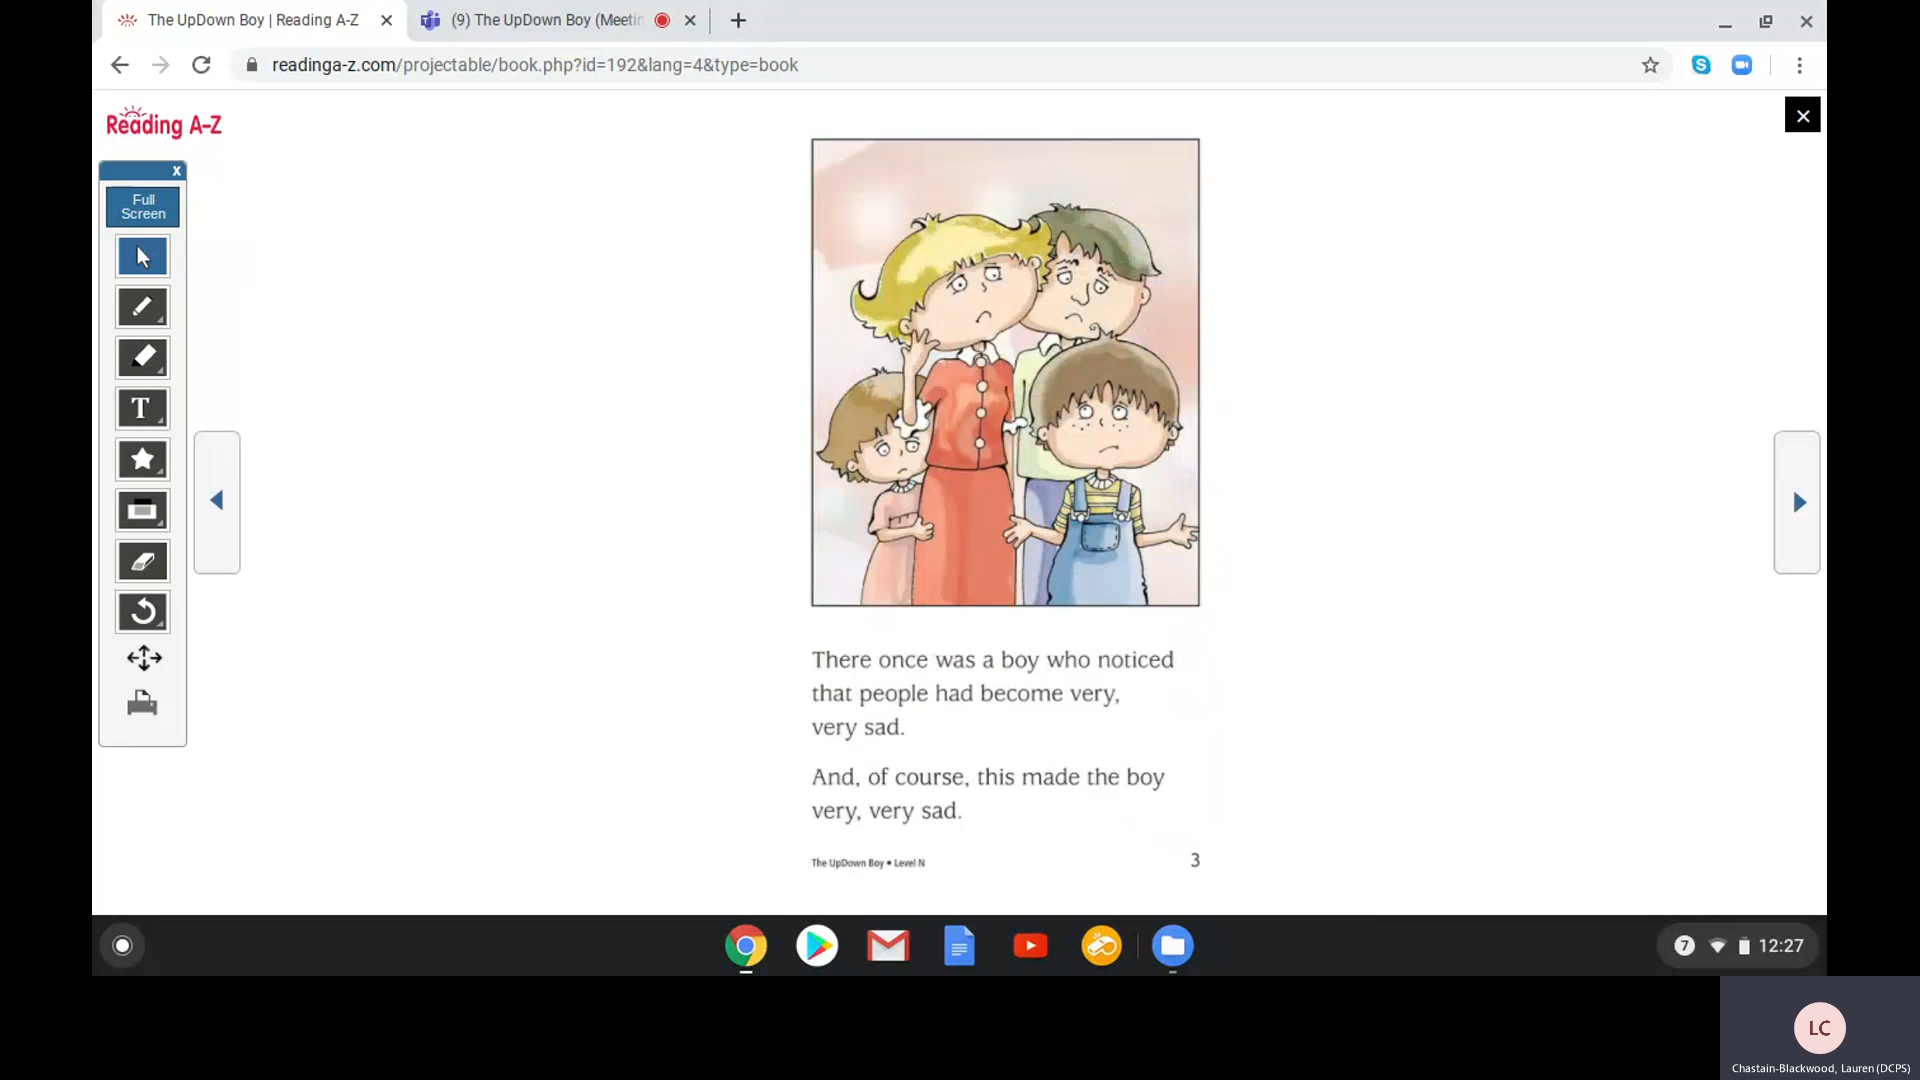 The UpDown Boy | Reading A-Z
(9) The UpDown Boy (Meetin
readinga-z.com/projectable/book.php?id=192&lang=4&type=book
Reading A-Z
X
Full
Screen
T
There once was a boy who noticed
that people had become very,
very sad.
And, of course, this made the boy
very, very sad.
The UpDown Boy • Level N
3
7 12:27
LC
Chastain-Blackwood, Lauren (DCPS)